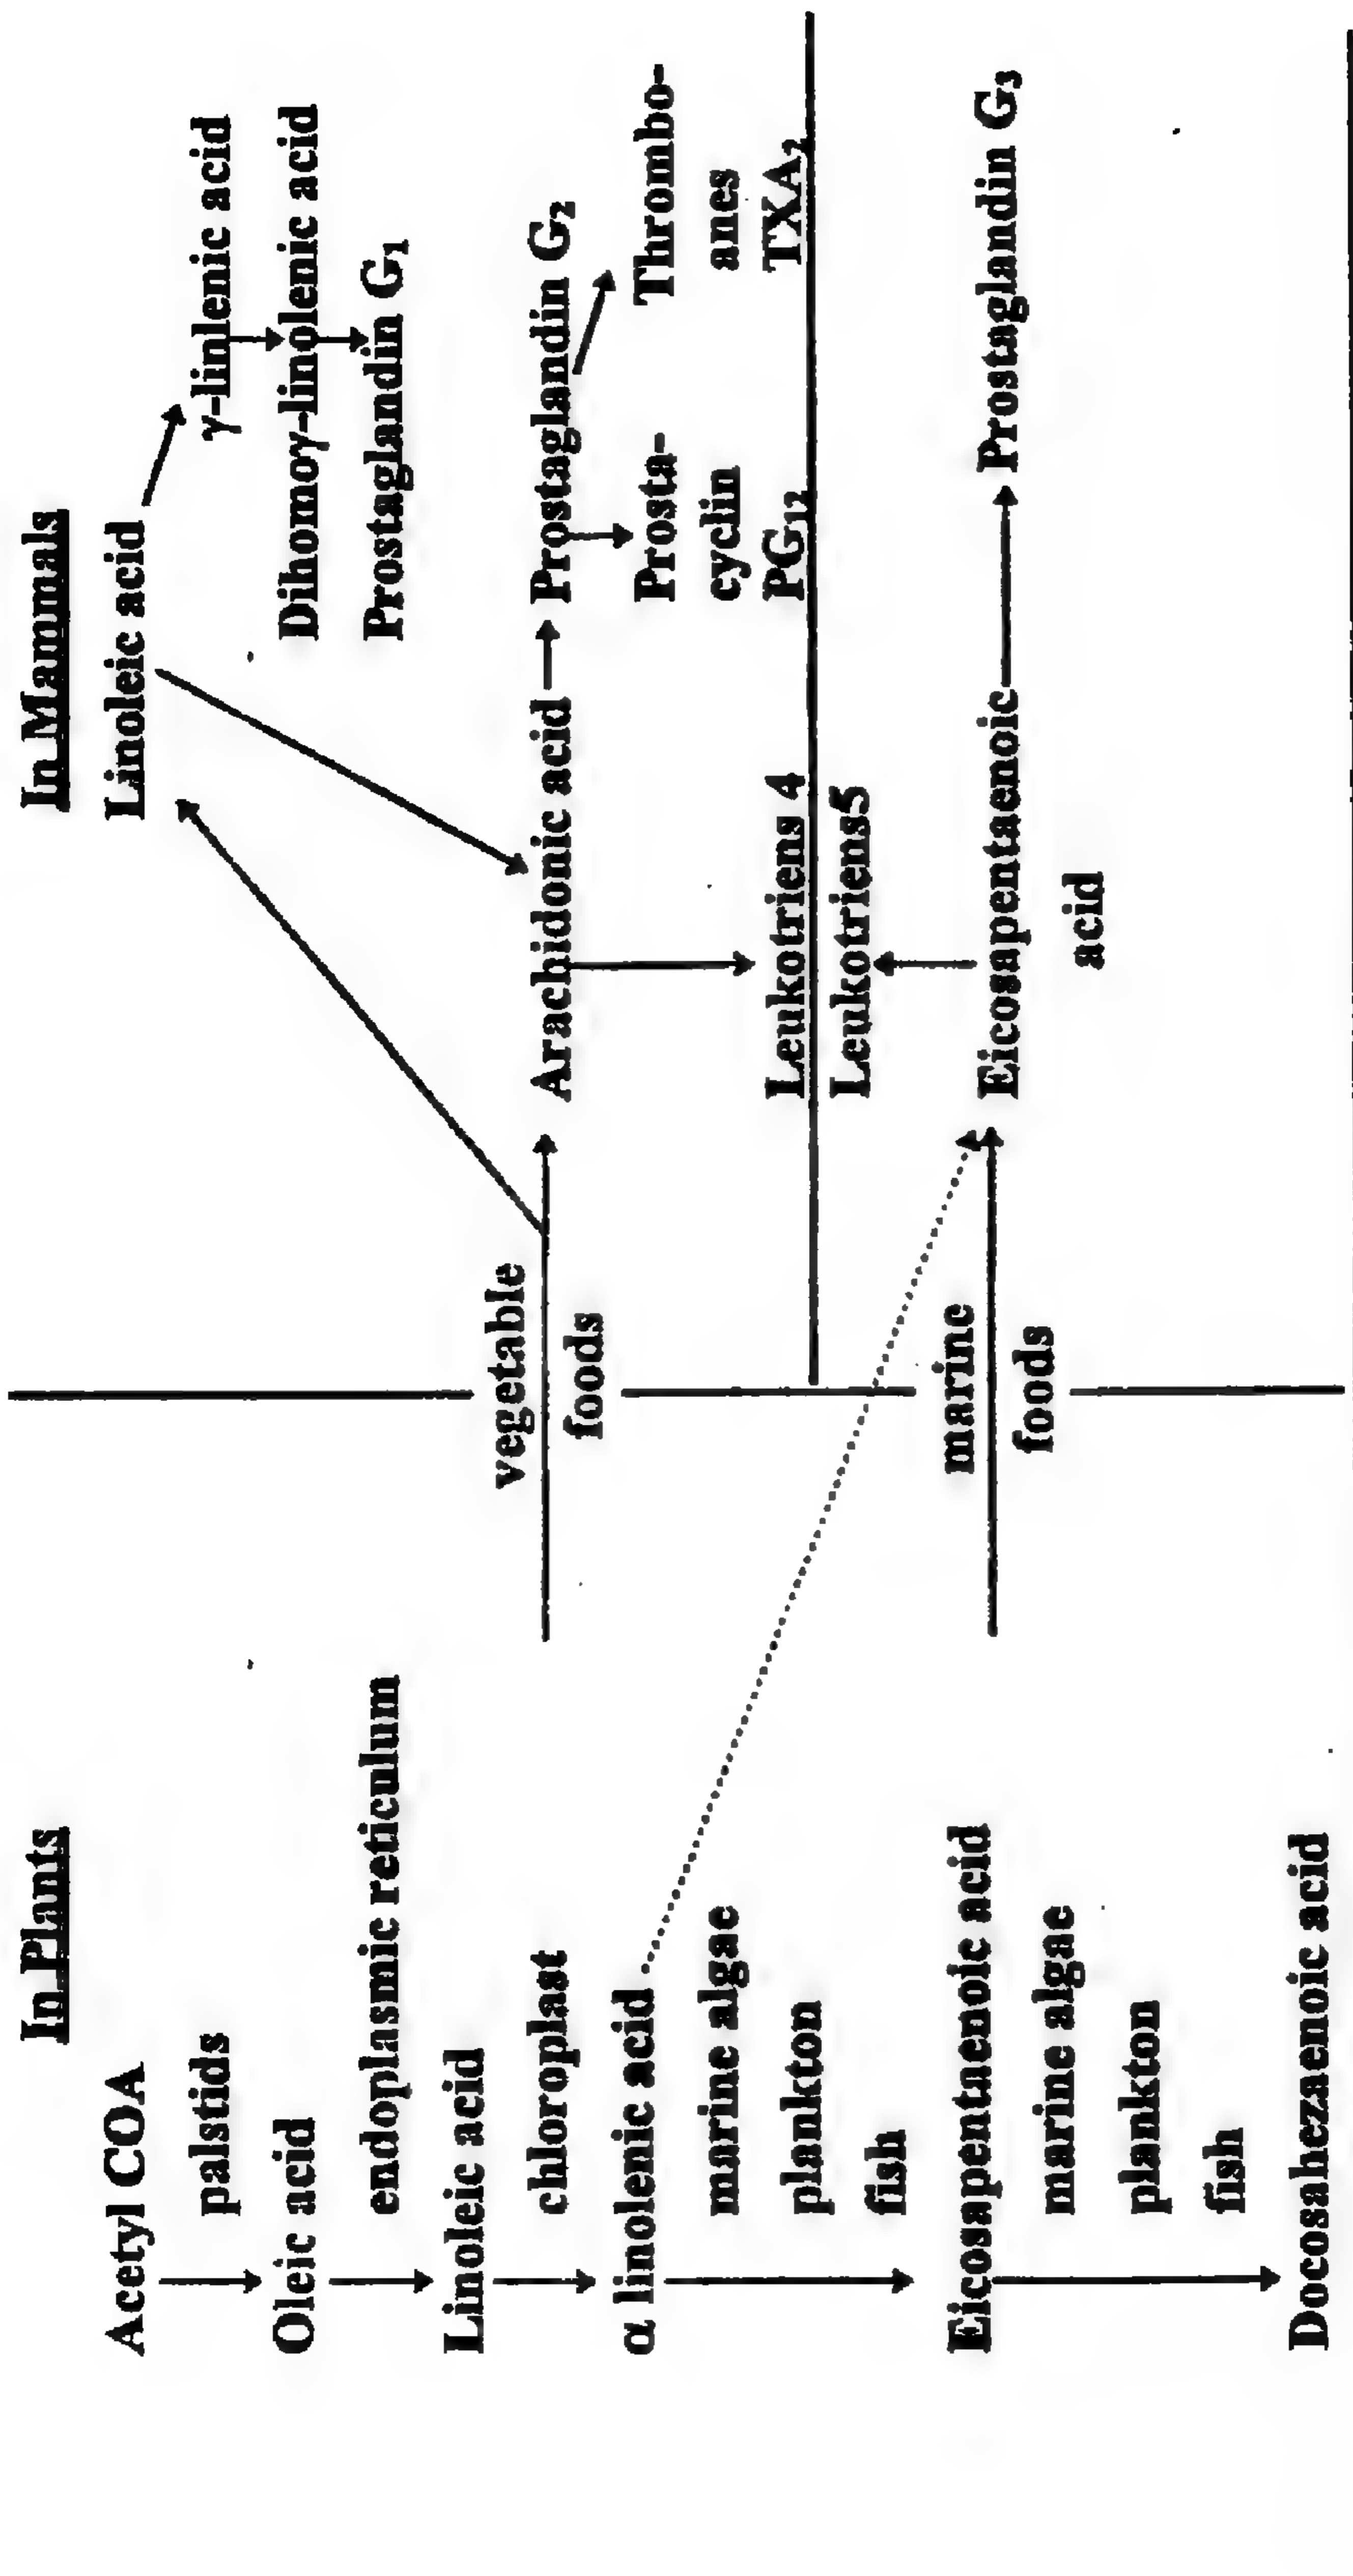 In Plants
Acetyl COA
palstids
Oleic acid
endoplasmic reticulum
Linoleic acid
chloroplast
α linolenic acid
marine algae
plankton
fish
Eicosapentaenoic acid
marine algae
plankton
fish
Docosahezaenoic acid
vegetable
foods
marine
foods
In Mammals
Linoleic acid
γ-linlenic acid
Dihomoγ-linolenic acid
Prostaglandin G₁
Arachidonic acid
Prostaglandin G₂
Prosta-
cyclin
PG₁₂
Thrombo-
anes
TXA₂
Leukotriens 4
Leukotriens5
Eicosapentaenoic
acid
Prostaglandin G₃